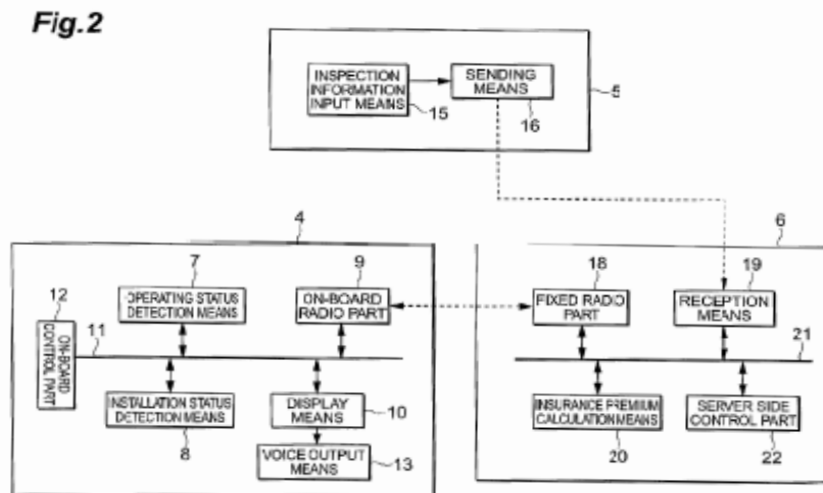 Fig.2
INSPECTION
INFORMATION
INPUT MEANS
15
SENDING
MEANS
16
5
4
7
9
12
OPERATING STATUS
DETECTION MEANS
ON-BOARD
RADIO PART
11
ON-BOARD
CONTROL PART
INSTALLATION STATUS
DETECTION MEANS
8
DISPLAY
MEANS
10
VOICE OUTPUT
MEANS
13
6
18
19
FIXED RADIO
PART
RECEPTION
MEANS
21
INSURANCE PREMIUM
CALCULATION MEANS
20
SERVER SIDE
CONTROL PART
22